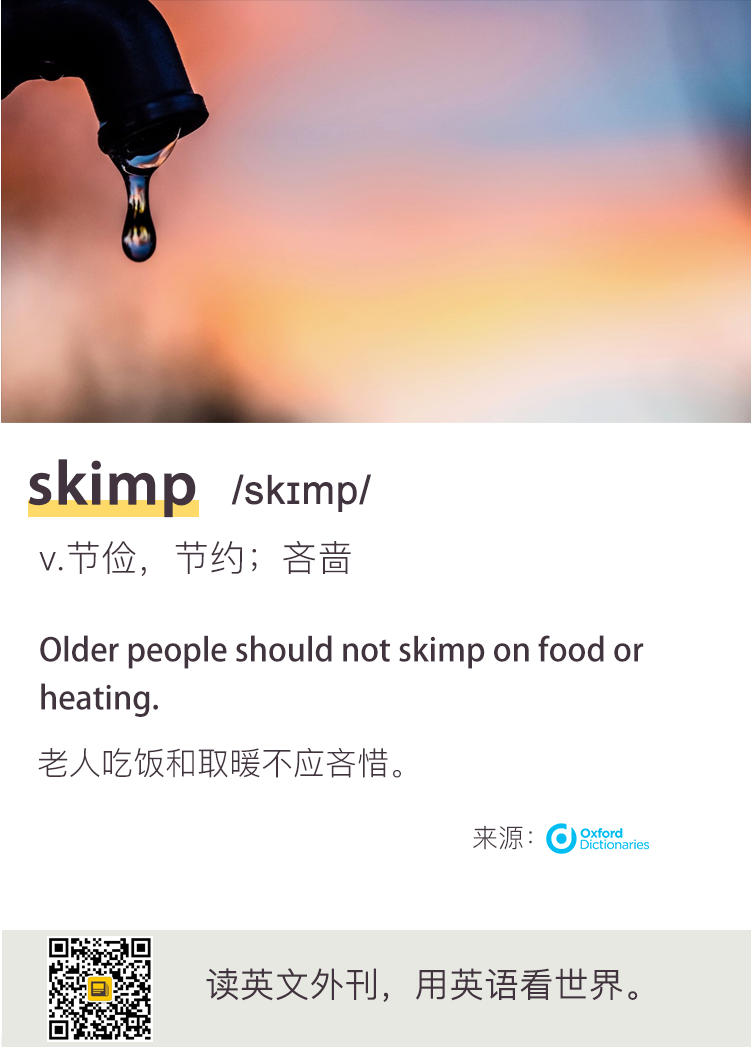 skimp /skɪmp/
v.节俭，节约；吝啬
Older people should not skimp on food or
heating.
老人吃饭和取暖不应吝惜。
来源：Oxford
Dictionaries
读英文外刊，用英语看世界。